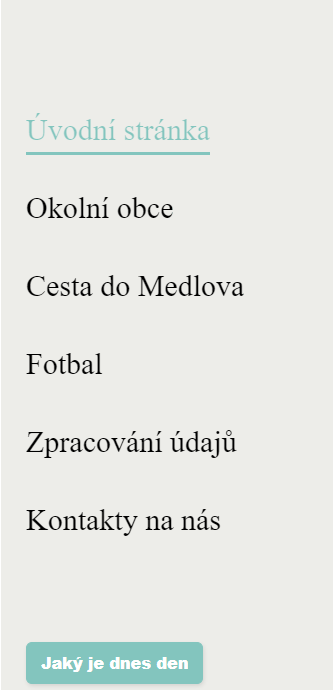 Úvodní stránka
Okolní obce
Cesta do Medlova
Fotbal
Zpracování údajů
Kontakty na nás
Jaký je dnes den